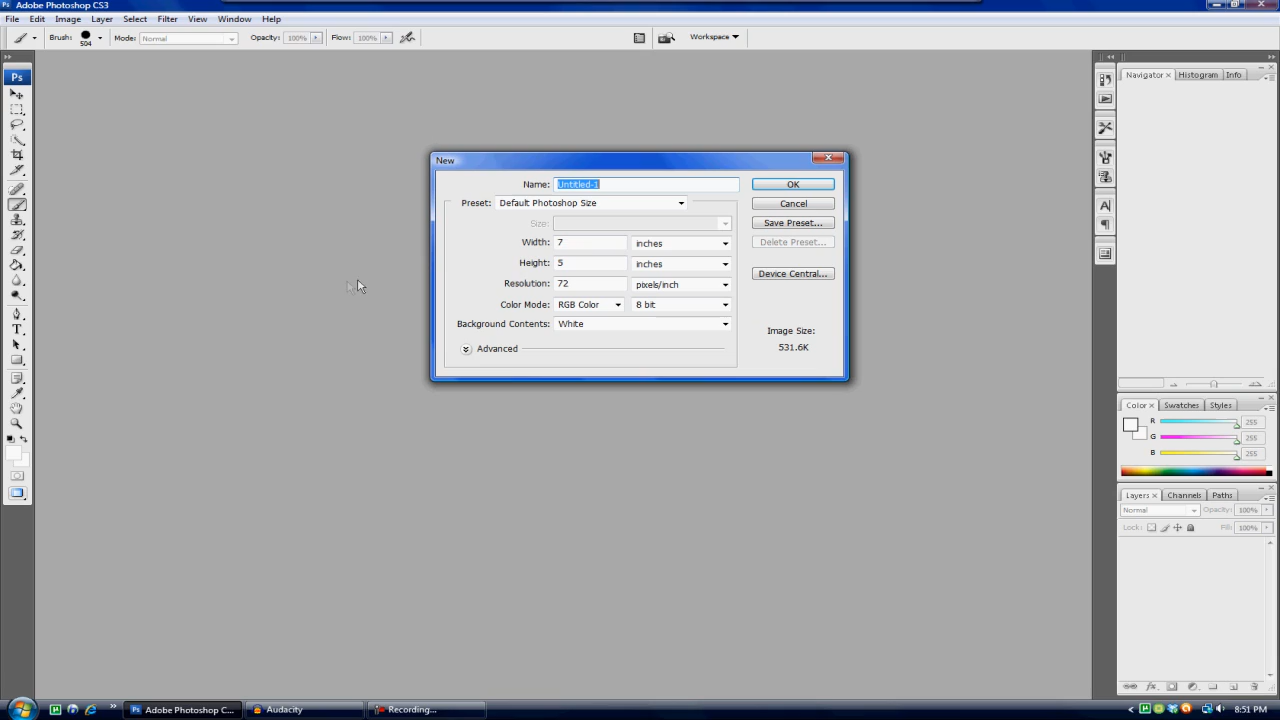 Ps Adobe Photoshop CS3
File Edit Image Layer Select Filter View Window Help
Brush: 504 Mode: Normal Opacity: 100% Flow: 100% Workspace
Ps
Navigator × Histogram Info
New
Name: Untitled-1 OK
Preset: Default Photoshop Size Cancel
Size: Save Preset...
Width: 7 inches Delete Preset...
Height: 5 inches
Resolution: 72 pixels/inch Device Central...
Color Mode: RGB Color 8 bit
Background Contents: White Image Size:
Advanced 531.6K
Color × Swatches Styles
R 255
G 255
B 255
Layers × Channels Paths
Normal Opacity: 100%
Lock: Fill: 100%
Adobe Photoshop C... Audacity Recording... 8:51 PM